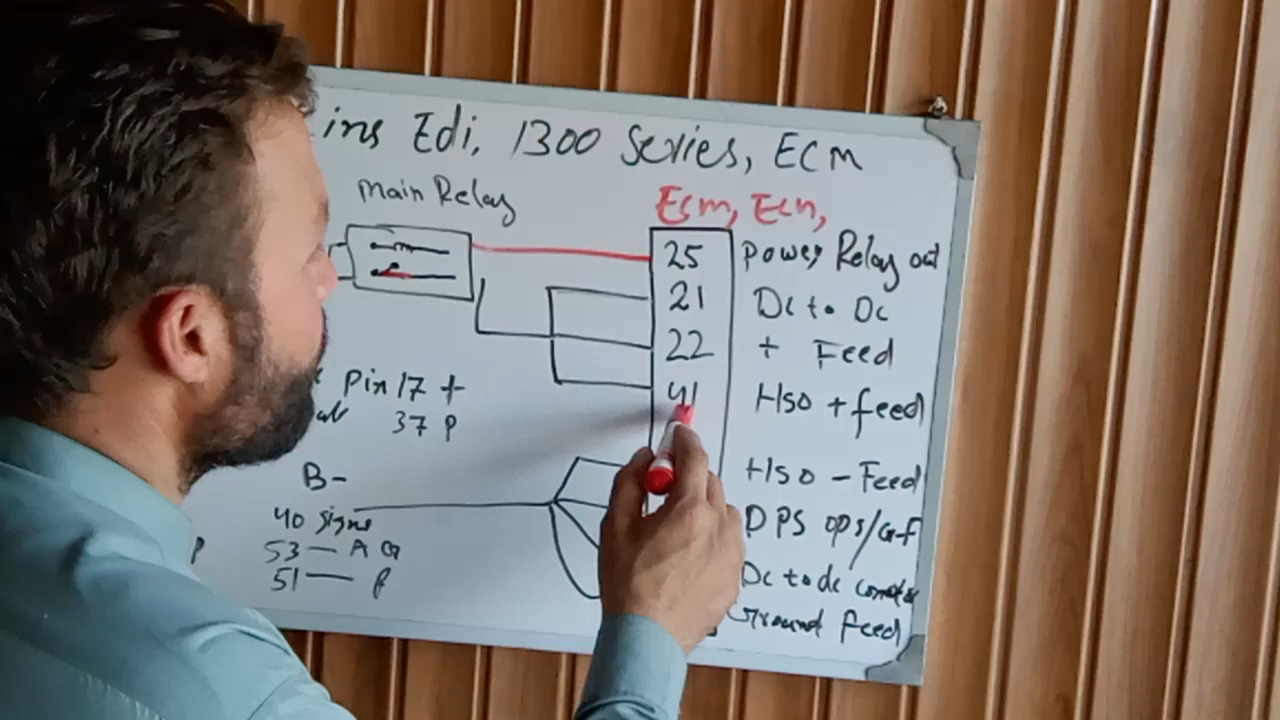 ins Edi, 1300 Series, ECM
Main Relay
Ecm, Ecn,
25 power Relay out
21 Dc to Dc
22 + Feed
41 Hso + feed
Pin 17 +
37 P
Hso - Feed
B-
DPS ops/
40
53 — A
51 —
Dc to dc
Ground feed